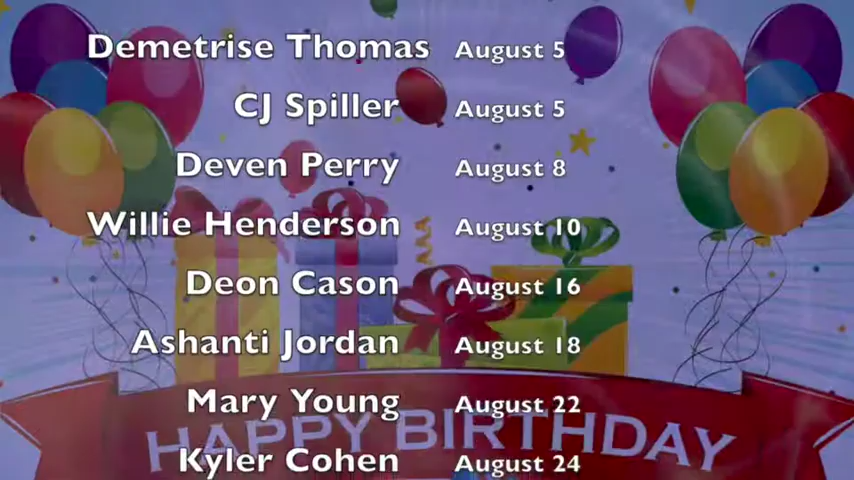 Demetrise Thomas August 5
CJ Spiller August 5
Deven Perry August 8
Willie Henderson August 10
Deon Cason August 16
Ashanti Jordan August 18
Mary Young August 22
HAPPY BIRTHDAY
Kyler Cohen August 24